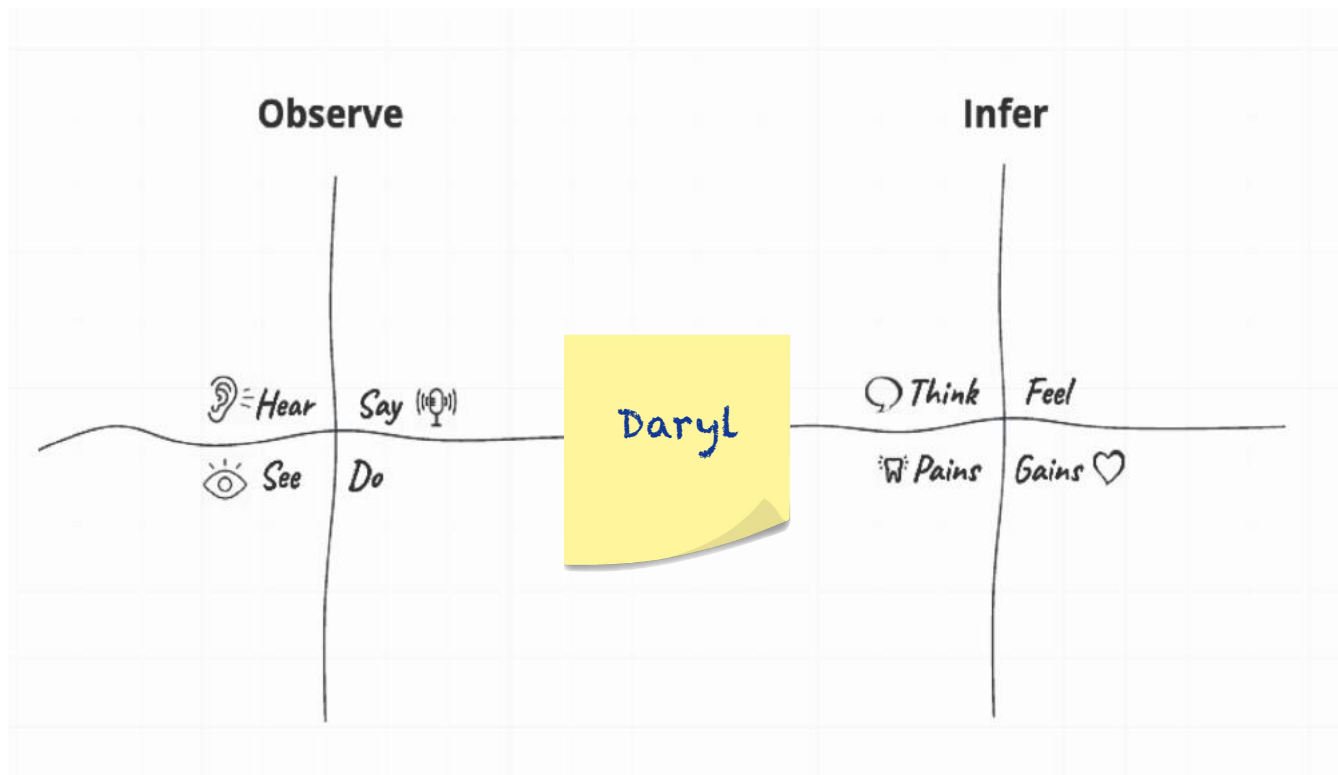 Observe
Infer
Hear
Say
See
Do
Daryl
Think
Feel
Pains
Gains